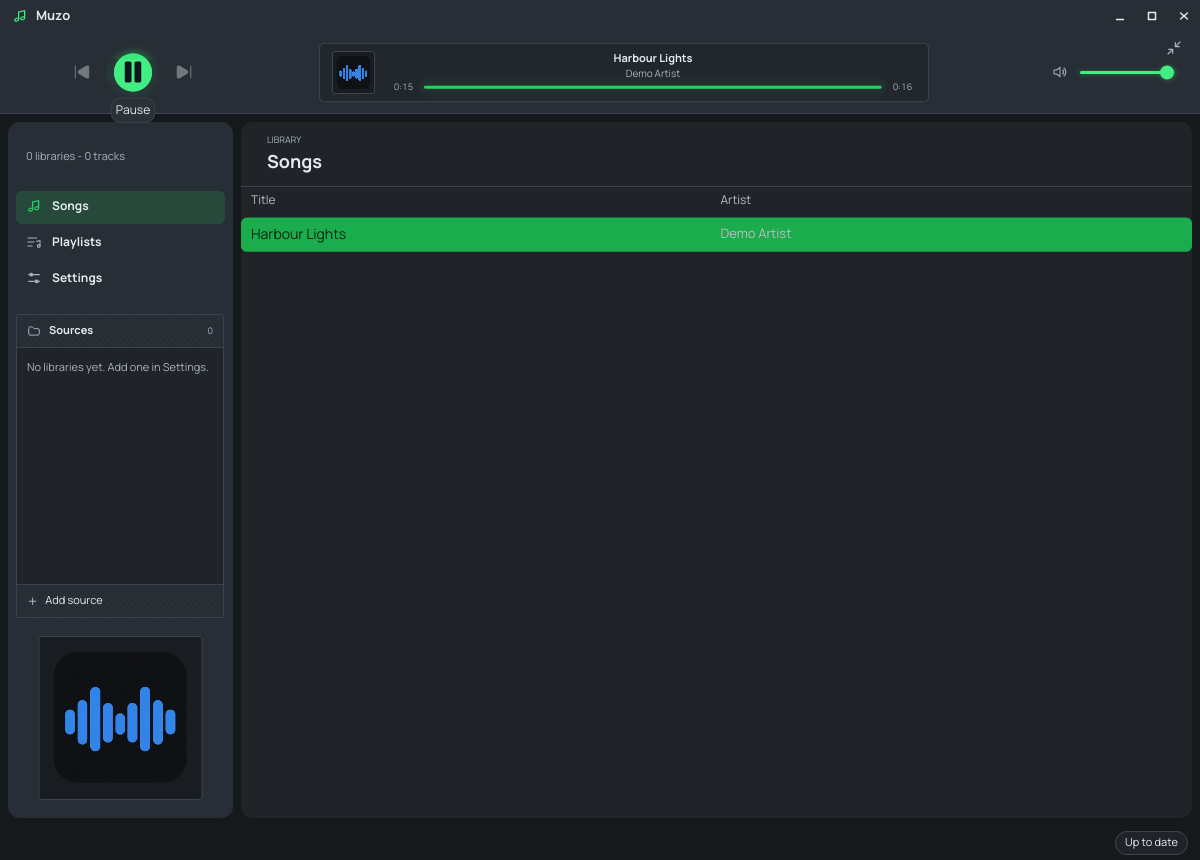 Muzo
Harbour Lights
Demo Artist
0:15
0:16
Pause
0 libraries - 0 tracks
Songs
Playlists
Settings
Sources
0
No libraries yet. Add one in Settings.
Add source
LIBRARY
Songs
Title Artist
Harbour Lights Demo Artist
Up to date